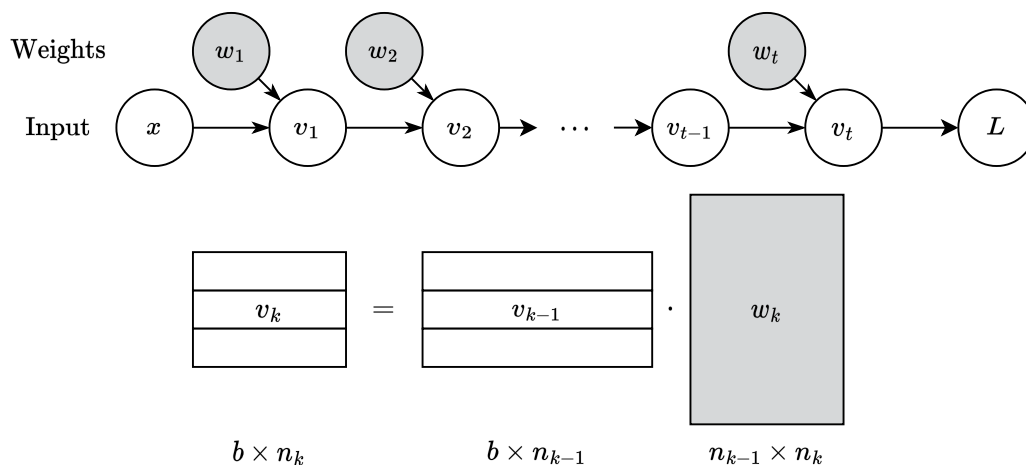 Weights w₁ w₂ wₜ
Input x v₁ v₂ ⋯ vₜ₋₁ vₜ L
vₖ = vₖ₋₁ · wₖ
b × nₖ b × nₖ₋₁ nₖ₋₁ × nₖ